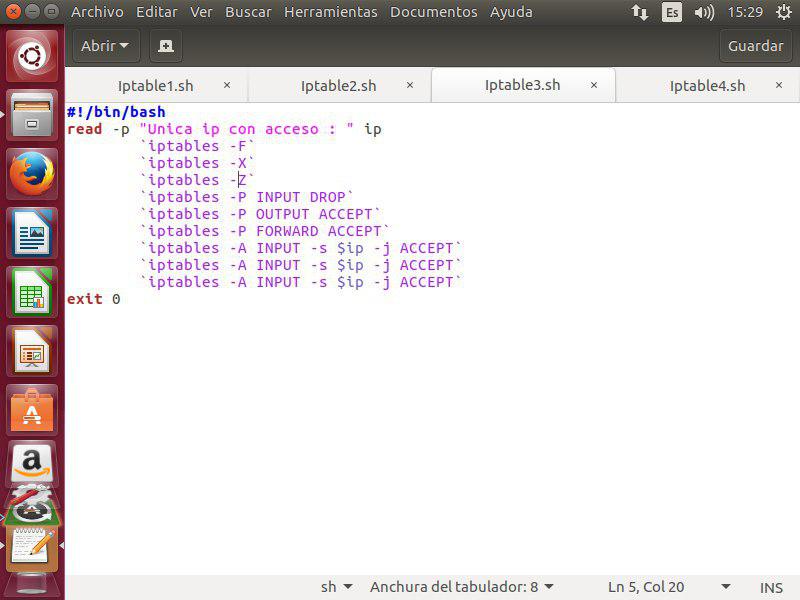 Archivo Editar Ver Buscar Herramientas Documentos Ayuda Es 15:29
Abrir Guardar
Iptable1.sh × Iptable2.sh × Iptable3.sh × Iptable4.sh ×
#!/bin/bash
read -p "Unica ip con acceso : " ip
`iptables -F`
`iptables -X`
`iptables -Z`
`iptables -P INPUT DROP`
`iptables -P OUTPUT ACCEPT`
`iptables -P FORWARD ACCEPT`
`iptables -A INPUT -s $ip -j ACCEPT`
`iptables -A INPUT -s $ip -j ACCEPT`
`iptables -A INPUT -s $ip -j ACCEPT`
exit 0
a
sh Anchura del tabulador: 8 Ln 5, Col 20 INS